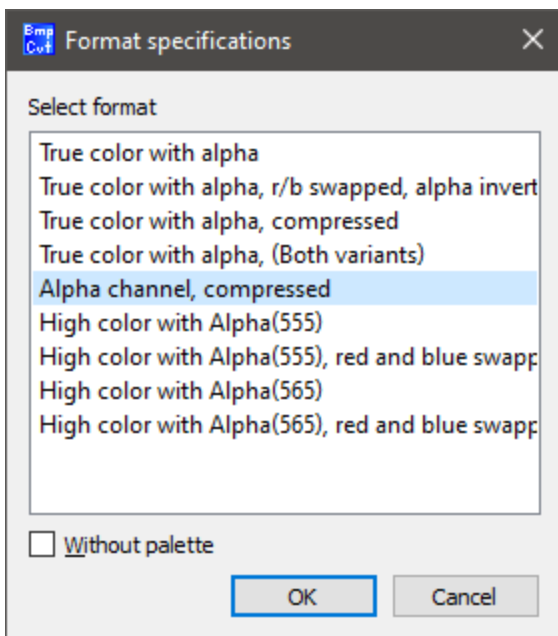 Bmp
Cvt
Format specifications
Select format
True color with alpha
True color with alpha, r/b swapped, alpha invert
True color with alpha, compressed
True color with alpha, (Both variants)
Alpha channel, compressed
High color with Alpha(555)
High color with Alpha(555), red and blue swapp
High color with Alpha(565)
High color with Alpha(565), red and blue swapp
Without palette
OK
Cancel